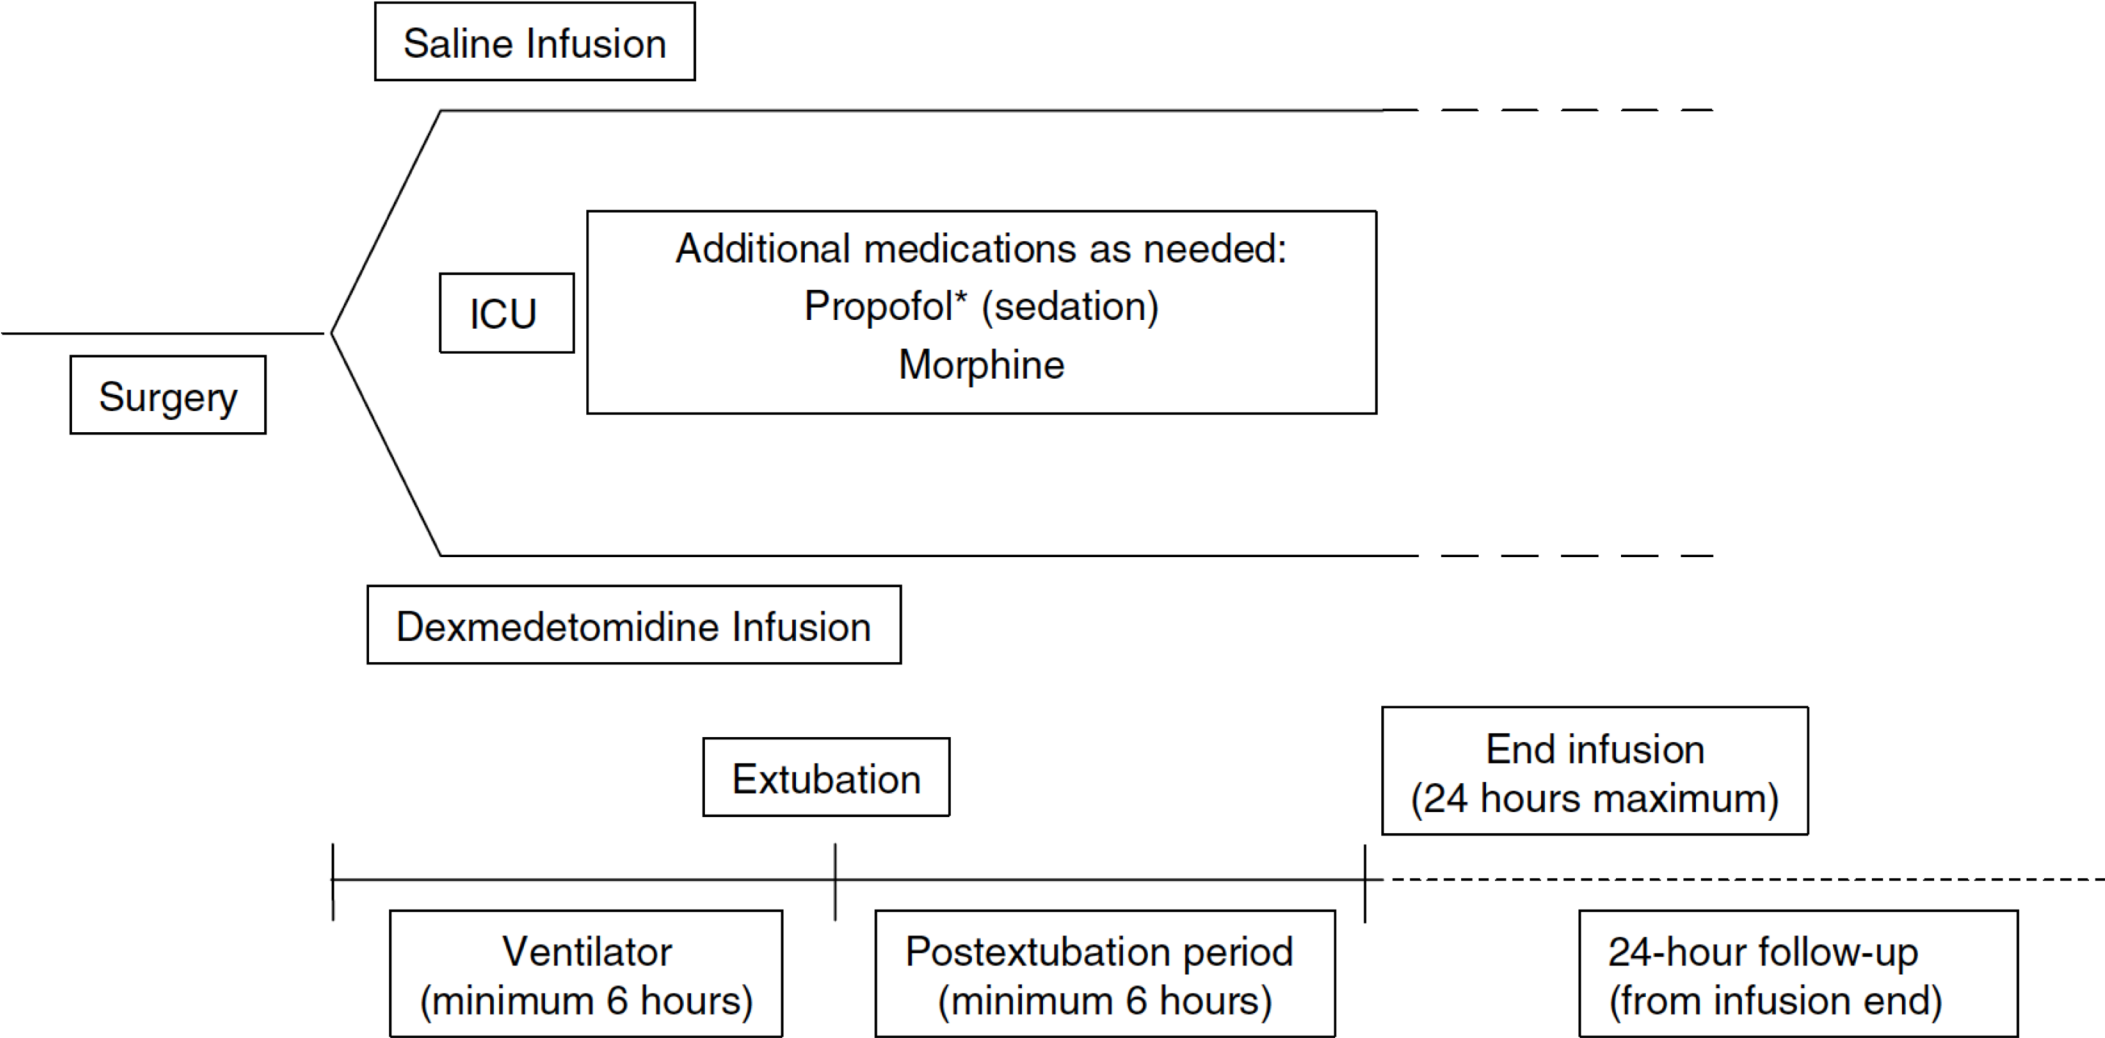 Saline Infusion
Additional medications as needed:
Propofol* (sedation)
Morphine
ICU
Surgery
Dexmedetomidine Infusion
End infusion
(24 hours maximum)
Extubation
Ventilator
(minimum 6 hours)
Postextubation period
(minimum 6 hours)
24-hour follow-up
(from infusion end)